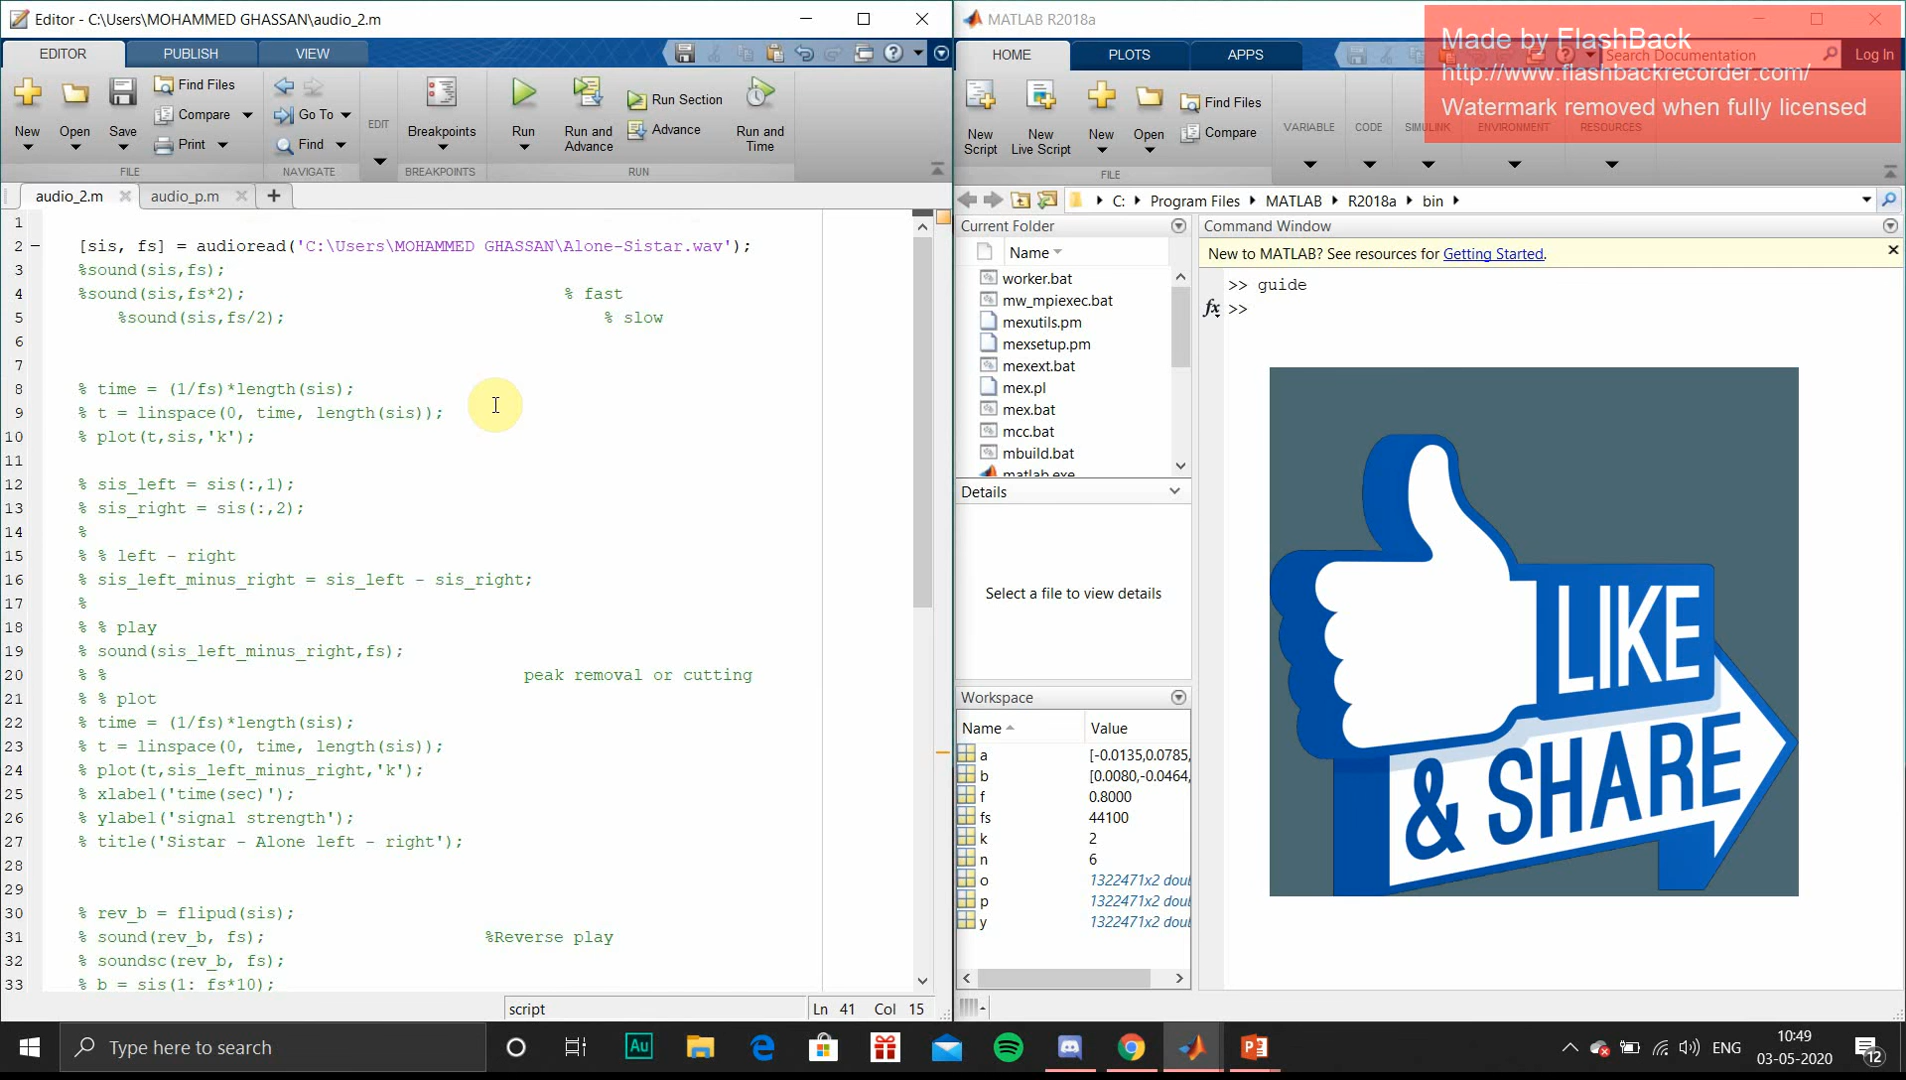 Editor - C:\Users\MOHAMMED GHASSAN\audio_2.m
EDITOR PUBLISH VIEW
New
Open
Save
Find Files
Compare
Print
FILE
Go To
Find
NAVIGATE
EDIT
Breakpoints
BREAKPOINTS
Run
Run and Advance
Run Section
Advance
Run and Time
RUN
audio_2.m
audio_p.m
1
2 [sis, fs] = audioread('C:\Users\MOHAMMED GHASSAN\Alone-Sistar.wav');
3 %sound(sis,fs);
4 %sound(sis,fs*2); % fast
5 %sound(sis,fs/2); % slow
6
7
8 % time = (1/fs)*length(sis);
9 % t = linspace(0, time, length(sis));
10 % plot(t,sis,'k');
11
12 % sis_left = sis(:,1);
13 % sis_right = sis(:,2);
14 %
15 % % left - right
16 % sis_left_minus_right = sis_left - sis_right;
17 %
18 % % play
19 % sound(sis_left_minus_right,fs);
20 % % peak removal or cutting
21 % % plot
22 % time = (1/fs)*length(sis);
23 % t = linspace(0, time, length(sis));
24 % plot(t,sis_left_minus_right,'k');
25 % xlabel('time(sec)');
26 % ylabel('signal strength');
27 % title('Sistar - Alone left - right');
28
29
30 % rev_b = flipud(sis);
31 % sound(rev_b, fs); %Reverse play
32 % soundsc(rev_b, fs);
33 % b = sis(1: fs*10);
script
Ln 41 Col 15
MATLAB R2018a
HOME PLOTS APPS
Search Documentation
Log In
Made by FlashBack
http://www.flashbackrecorder.com/
Watermark removed when fully licensed
New Script
New Live Script
New
Open
Find Files
Compare
FILE
VARIABLE
CODE
SIMULINK
ENVIRONMENT
RESOURCES
C: Program Files MATLAB R2018a bin
Current Folder
Name
worker.bat
mw_mpiexec.bat
mexutils.pm
mexsetup.pm
mexext.bat
mex.pl
mex.bat
mcc.bat
mbuild.bat
matlab.exe
Details
Select a file to view details
Workspace
Name Value
a [-0.0135,0.0785,
b [0.0080,-0.0464,
f 0.8000
fs 44100
k 2
n 6
o 1322471x2 doul
p 1322471x2 doul
y 1322471x2 doul
Command Window
New to MATLAB? See resources for Getting Started.
>> guide
fx >>
LIKE
& SHARE
Type here to search
Au
ENG
10:49
03-05-2020
12